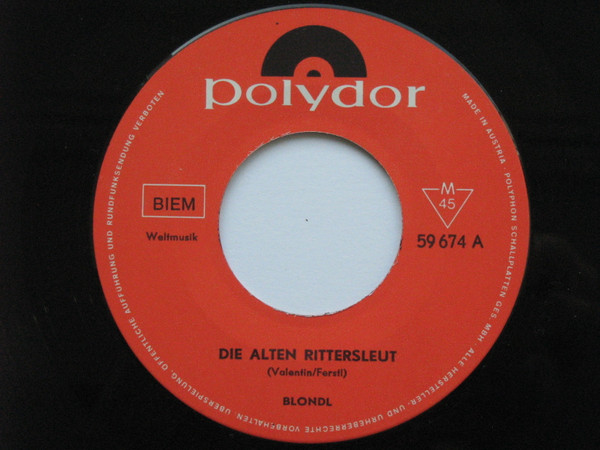 polydor
BIEM
Weltmusik
M
45
59 674 A
DIE ALTEN RITTERSLEUT
(Valentin/Forstl)
BLONDL
MADE IN AUSTRIA · POLYPHON SCHALLPLATTEN GES MBH · ALLE HERSTELLER- UND URHEBERRECHTE VORBEHALTEN · ÜBERSPIELUNG, ÖFFENTLICHE AUFFÜHRUNG UND RUNDFUNKSENDUNG VERBOTEN